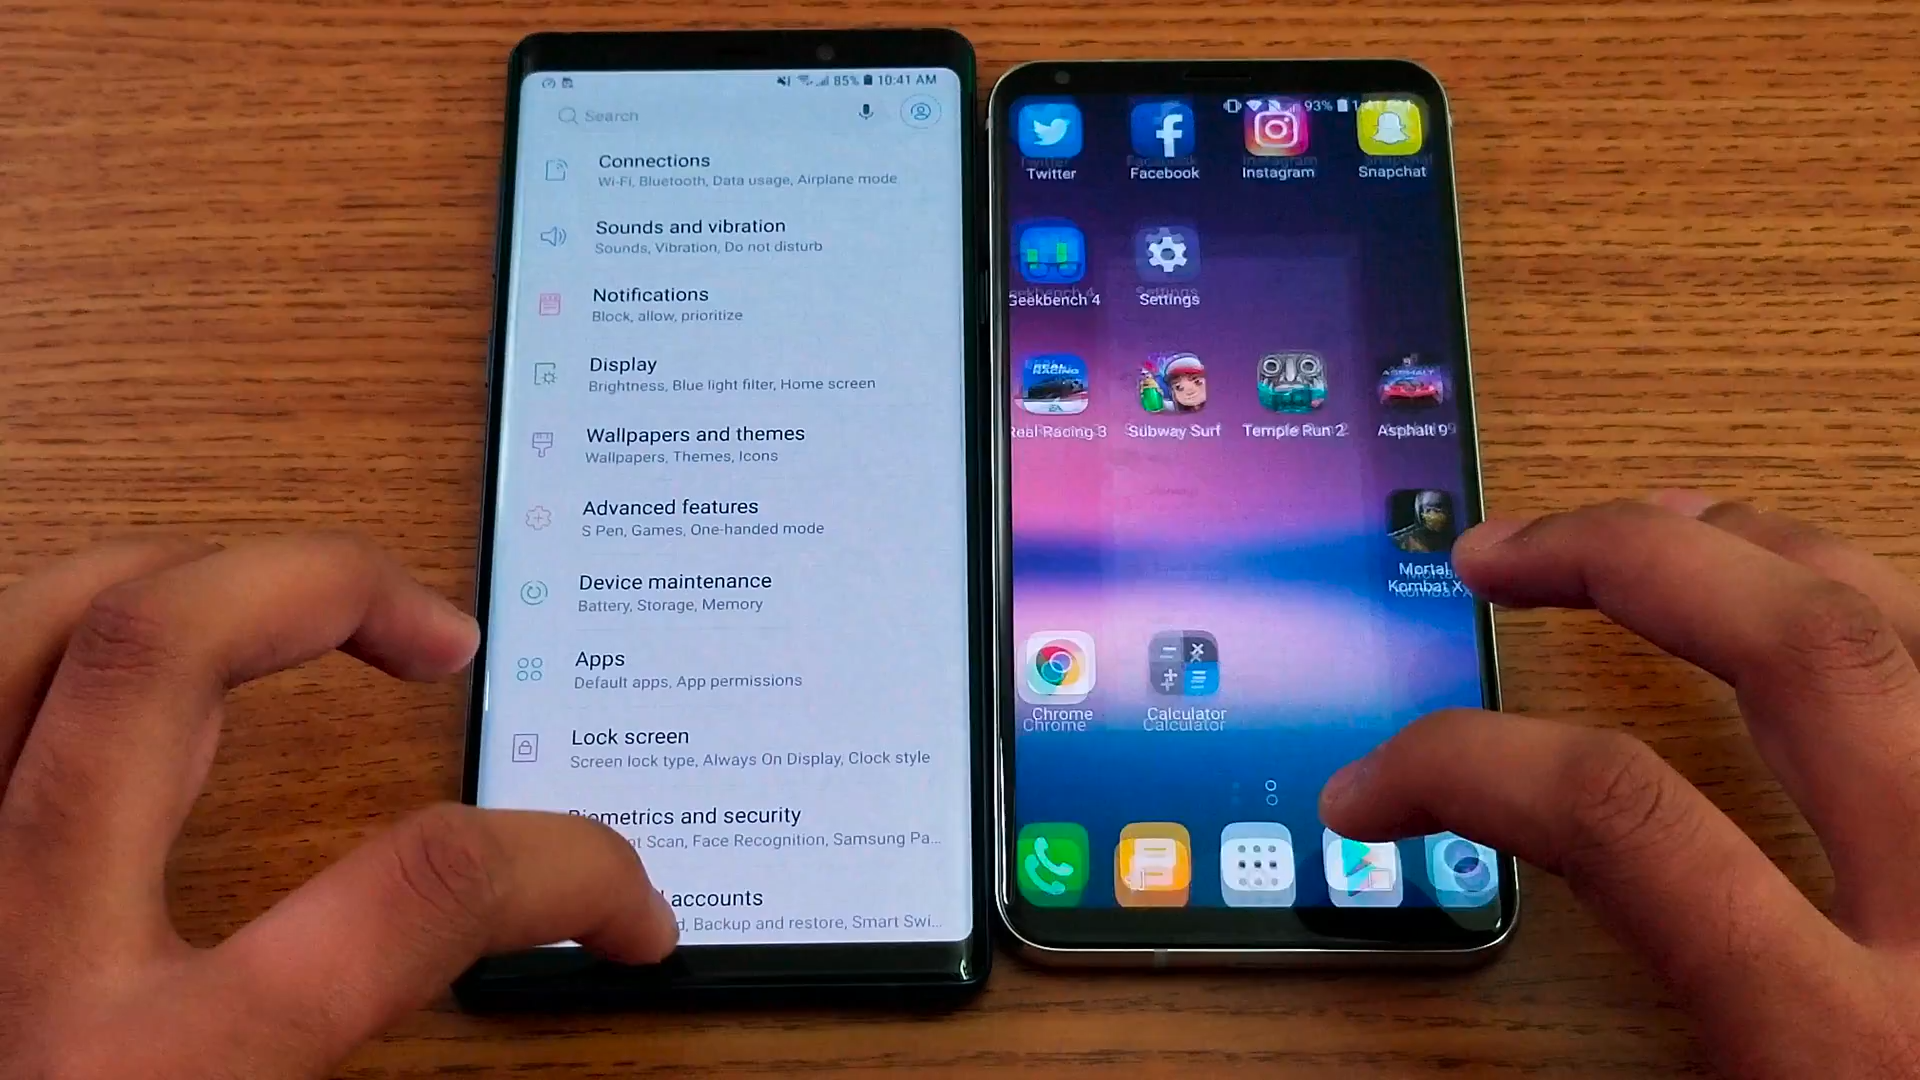 85% 10:41 AM
Search
Connections
Wi-Fi, Bluetooth, Data usage, Airplane mode
Sounds and vibration
Sounds, Vibration, Do not disturb
Notifications
Block, allow, prioritize
Display
Brightness, Blue light filter, Home screen
Wallpapers and themes
Wallpapers, Themes, Icons
Advanced features
S Pen, Games, One-handed mode
Device maintenance
Battery, Storage, Memory
Apps
Default apps, App permissions
Lock screen
Screen lock type, Always On Display, Clock style
Biometrics and security
Scan, Face Recognition, Samsung Pa...
accounts
Backup and restore, Smart Swi...
93%
Twitter Facebook Instagram Snapchat
Geekbench 4 Settings
REAL
RACING
EA
ASPHALT
Real Racing 3 Subway Surf Temple Run 2 Asphalt 9
Mortal
Kombat X
Chrome Calculator